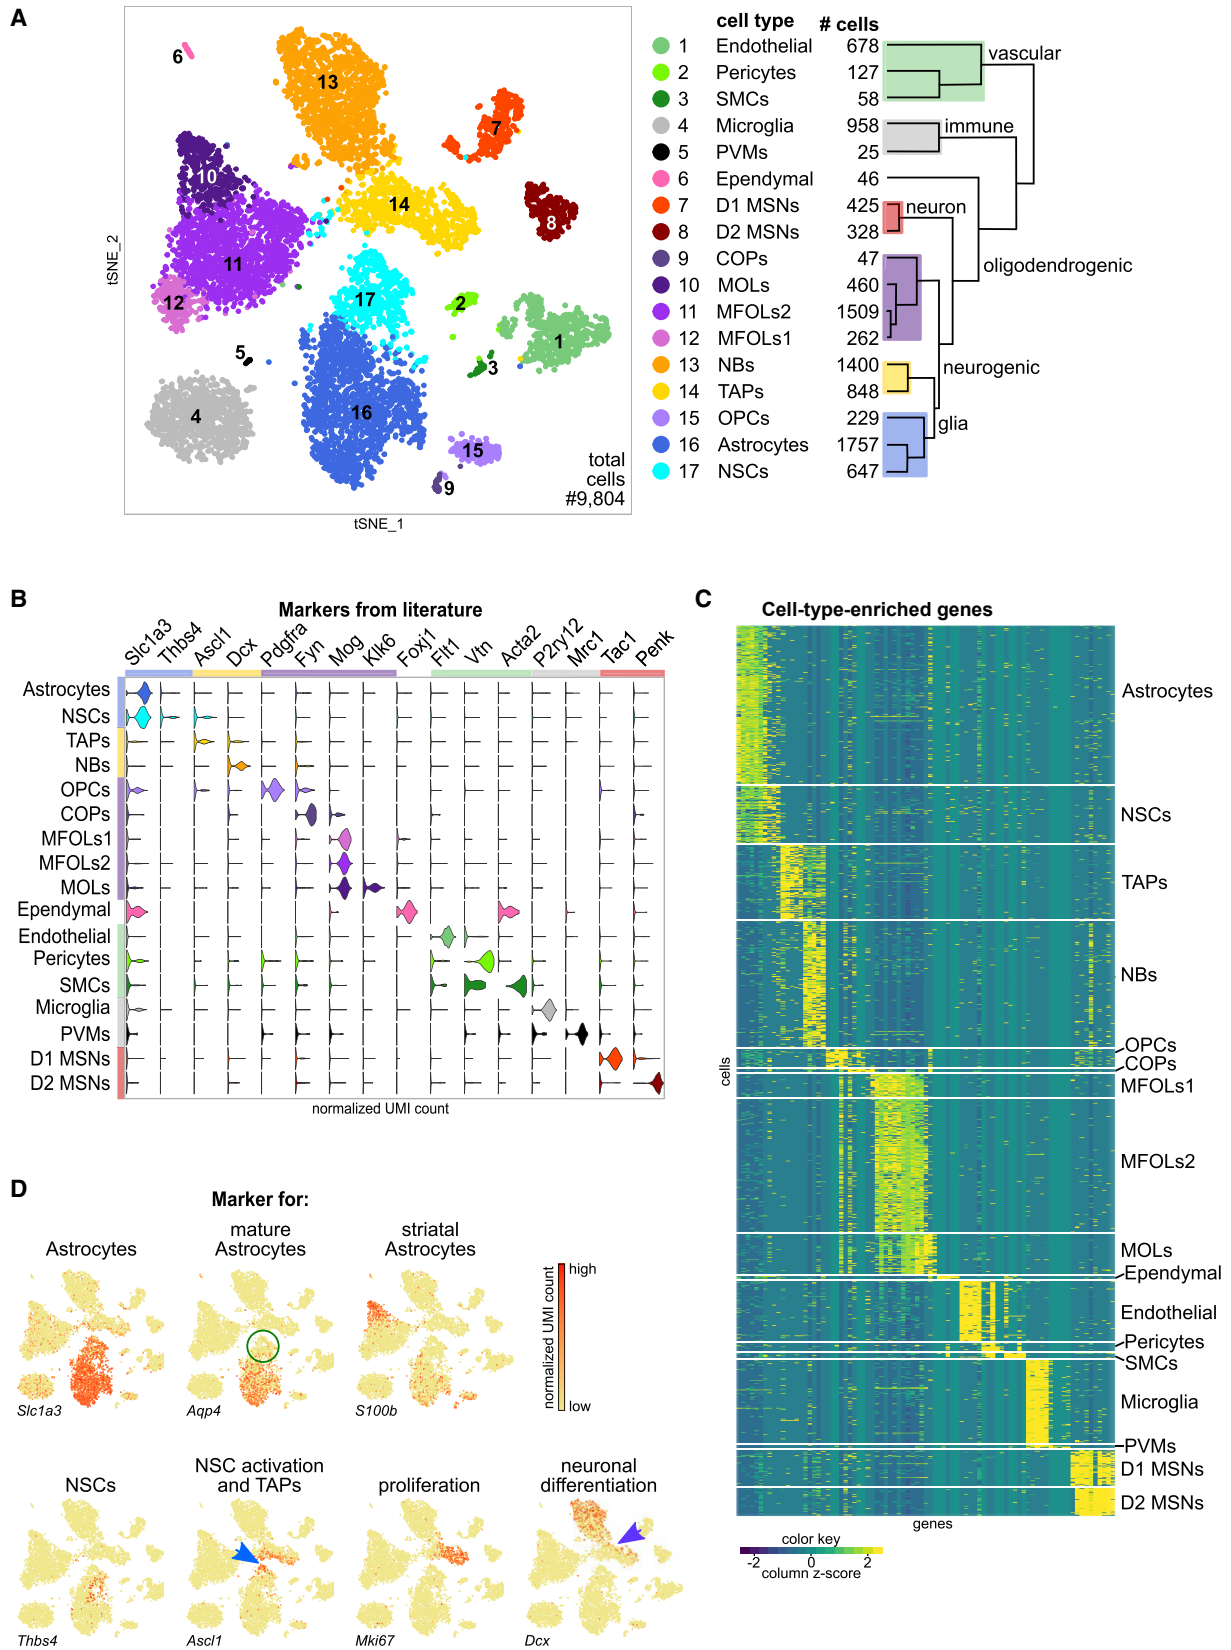 A
6
13
7
10
14
8
11
12
17
2
1
5
3
4
16
15
9
total
cells
#9,804
tSNE_2
tSNE_1
cell type # cells
1 Endothelial 678
2 Pericytes 127
3 SMCs 58
4 Microglia 958
5 PVMs 25
6 Ependymal 46
7 D1 MSNs 425
8 D2 MSNs 328
9 COPs 47
10 MOLs 460
11 MFOLs2 1509
12 MFOLs1 262
13 NBs 1400
14 TAPs 848
15 OPCs 229
16 Astrocytes 1757
17 NSCs 647
vascular
immune
neuron
oligodendrogenic
neurogenic
glia
B
Markers from literature
Slc1a3 Thbs4 Ascl1 Dcx Pdgfra Fyn Mog Klk6 Foxj1 Flt1 Vtn Acta2 P2ry12 Mrc1 Tac1 Penk
Astrocytes
NSCs
TAPs
NBs
OPCs
COPs
MFOLs1
MFOLs2
MOLs
Ependymal
Endothelial
Pericytes
SMCs
Microglia
PVMs
D1 MSNs
D2 MSNs
normalized UMI count
C
Cell-type-enriched genes
Astrocytes
NSCs
TAPs
NBs
OPCs
COPs
MFOLs1
MFOLs2
MOLs
Ependymal
Endothelial
Pericytes
SMCs
Microglia
PVMs
D1 MSNs
D2 MSNs
cells
genes
color key
-2 0 2
column z-score
D
Marker for:
Astrocytes
mature
Astrocytes
striatal
Astrocytes
Slc1a3
Aqp4
S100b
normalized UMI count
high
low
NSCs
NSC activation
and TAPs
proliferation
neuronal
differentiation
Thbs4
Ascl1
Mki67
Dcx